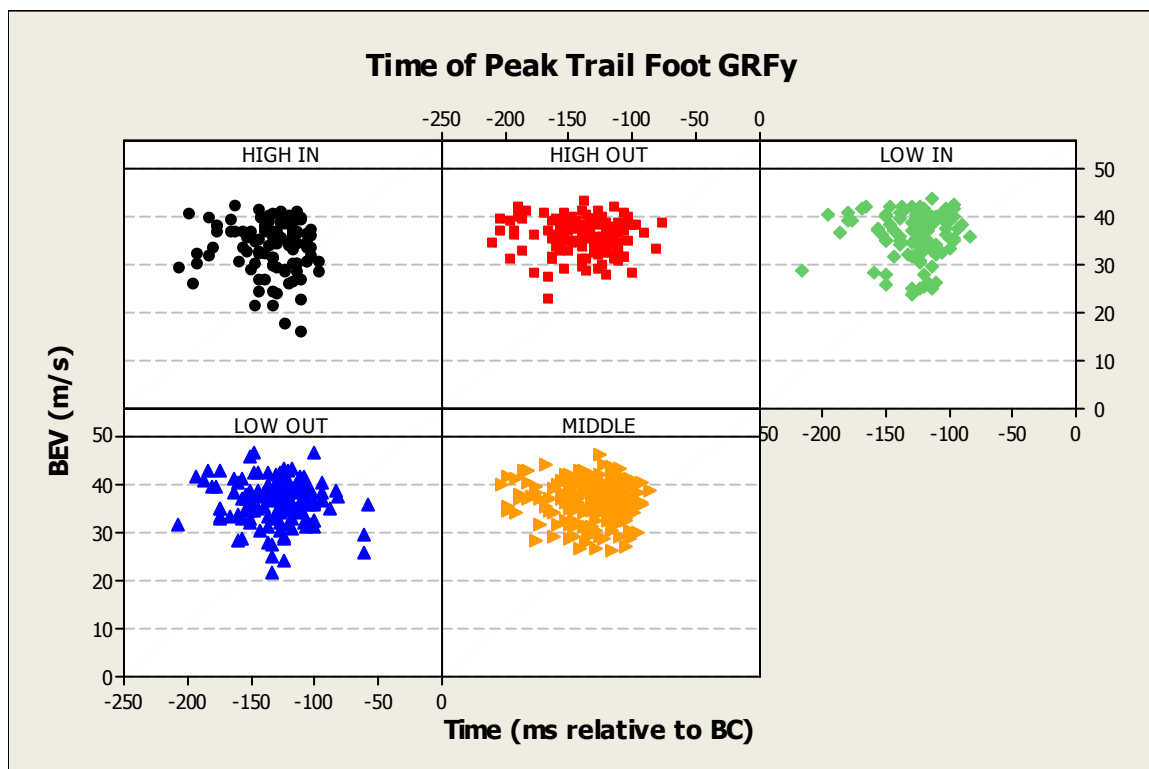 Time of Peak Trail Foot GRFy
-250 -200 -150 -100 -50 0
HIGH IN HIGH OUT LOW IN
50
40
30
20
10
0
LOW OUT MIDDLE
50 -200 -150 -100 -50 0
50
40
30
20
10
0
-250 -200 -150 -100 -50 0
BEV (m/s)
Time (ms relative to BC)